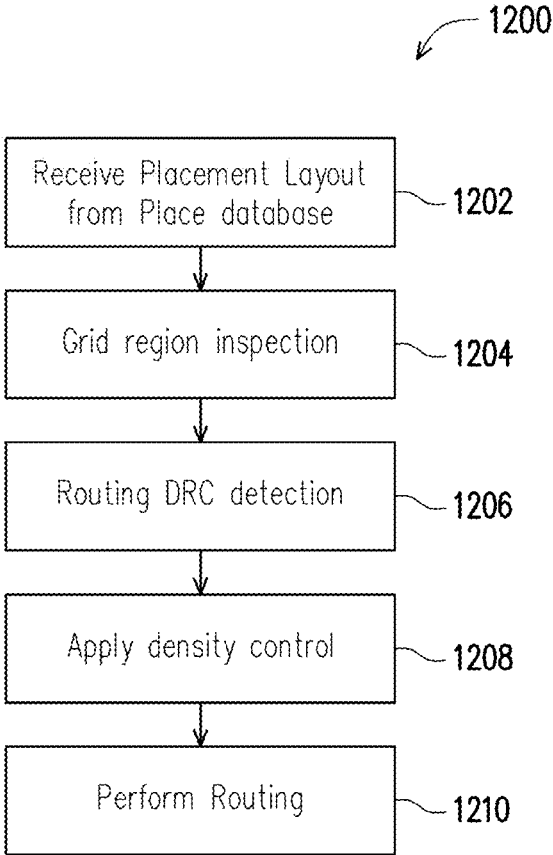 1200
Receive Placement Layout
from Place database
1202
Grid region inspection
1204
Routing DRC detection
1206
Apply density control
1208
Perform Routing
1210